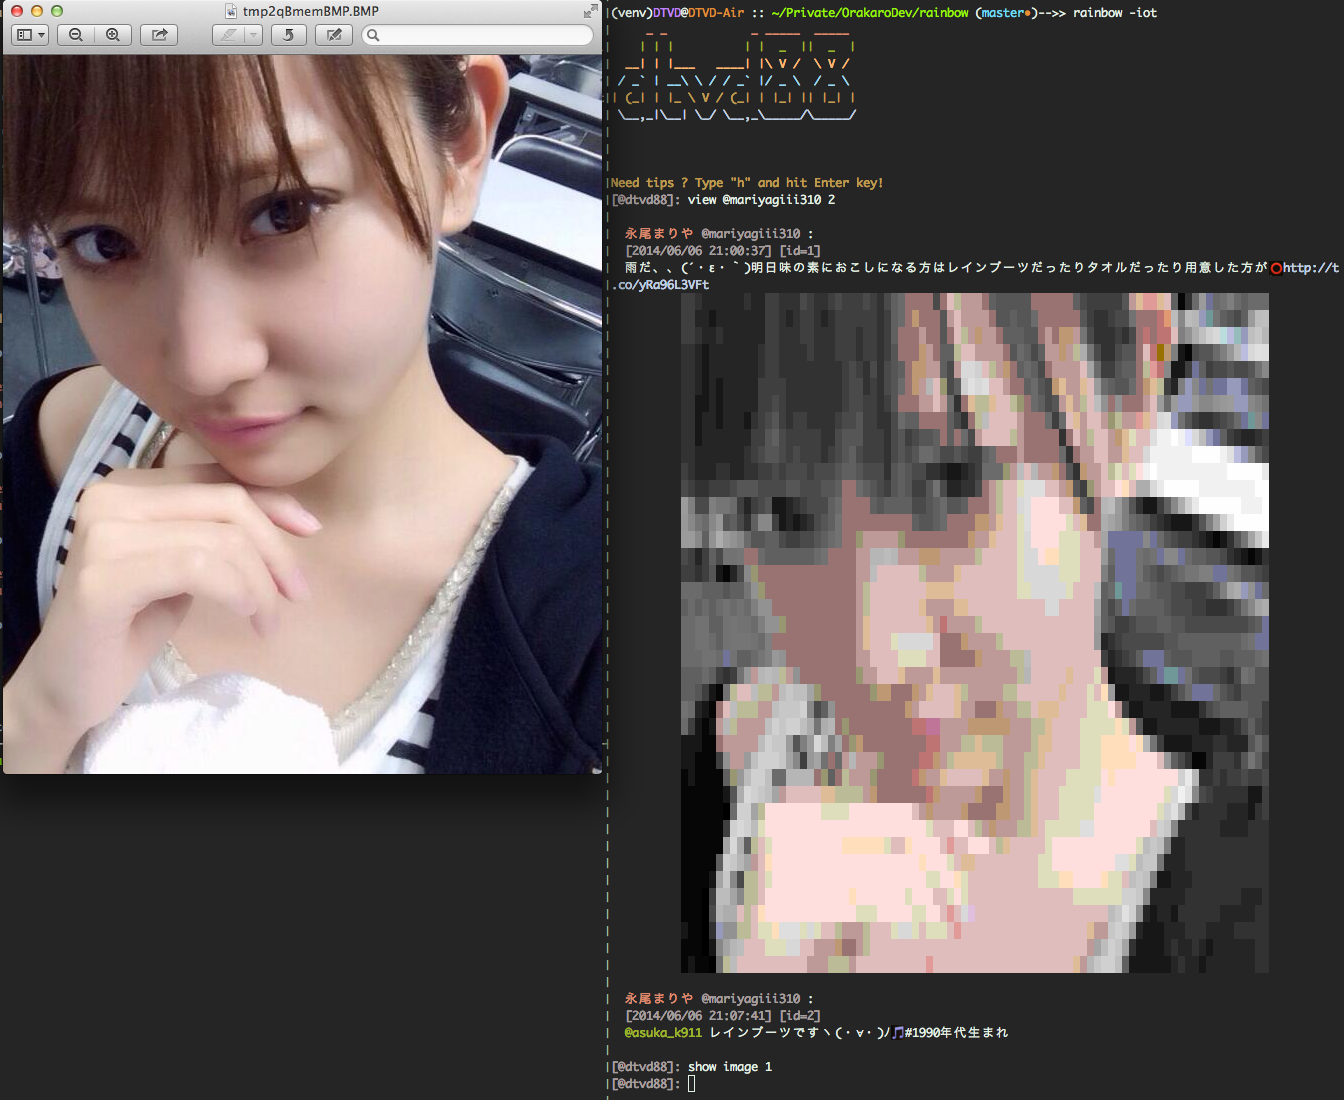 tmp2qBmemBMP.BMP
(venv)DTVD@DTVD-Air :: ~/Private/OrakaroDev/rainbow (master•)-->> rainbow -iot
dtvd88
Need tips ? Type "h" and hit Enter key!
[@dtvd88]: view @mariyagiii310 2
永尾まりや @mariyagiii310 :
[2014/06/06 21:00:37] [id=1]
雨だ、、(´・ε・｀)明日味の素におこしになる方はレインブーツだったりタオルだったり用意した方が⭕http://t
.co/yRa96L3VFt
永尾まりや @mariyagiii310 :
[2014/06/06 21:07:41] [id=2]
@asuka_k911 レインブーツですヽ(・∀・)ﾉ🎵#1990年代生まれ
[@dtvd88]: show image 1
[@dtvd88]: